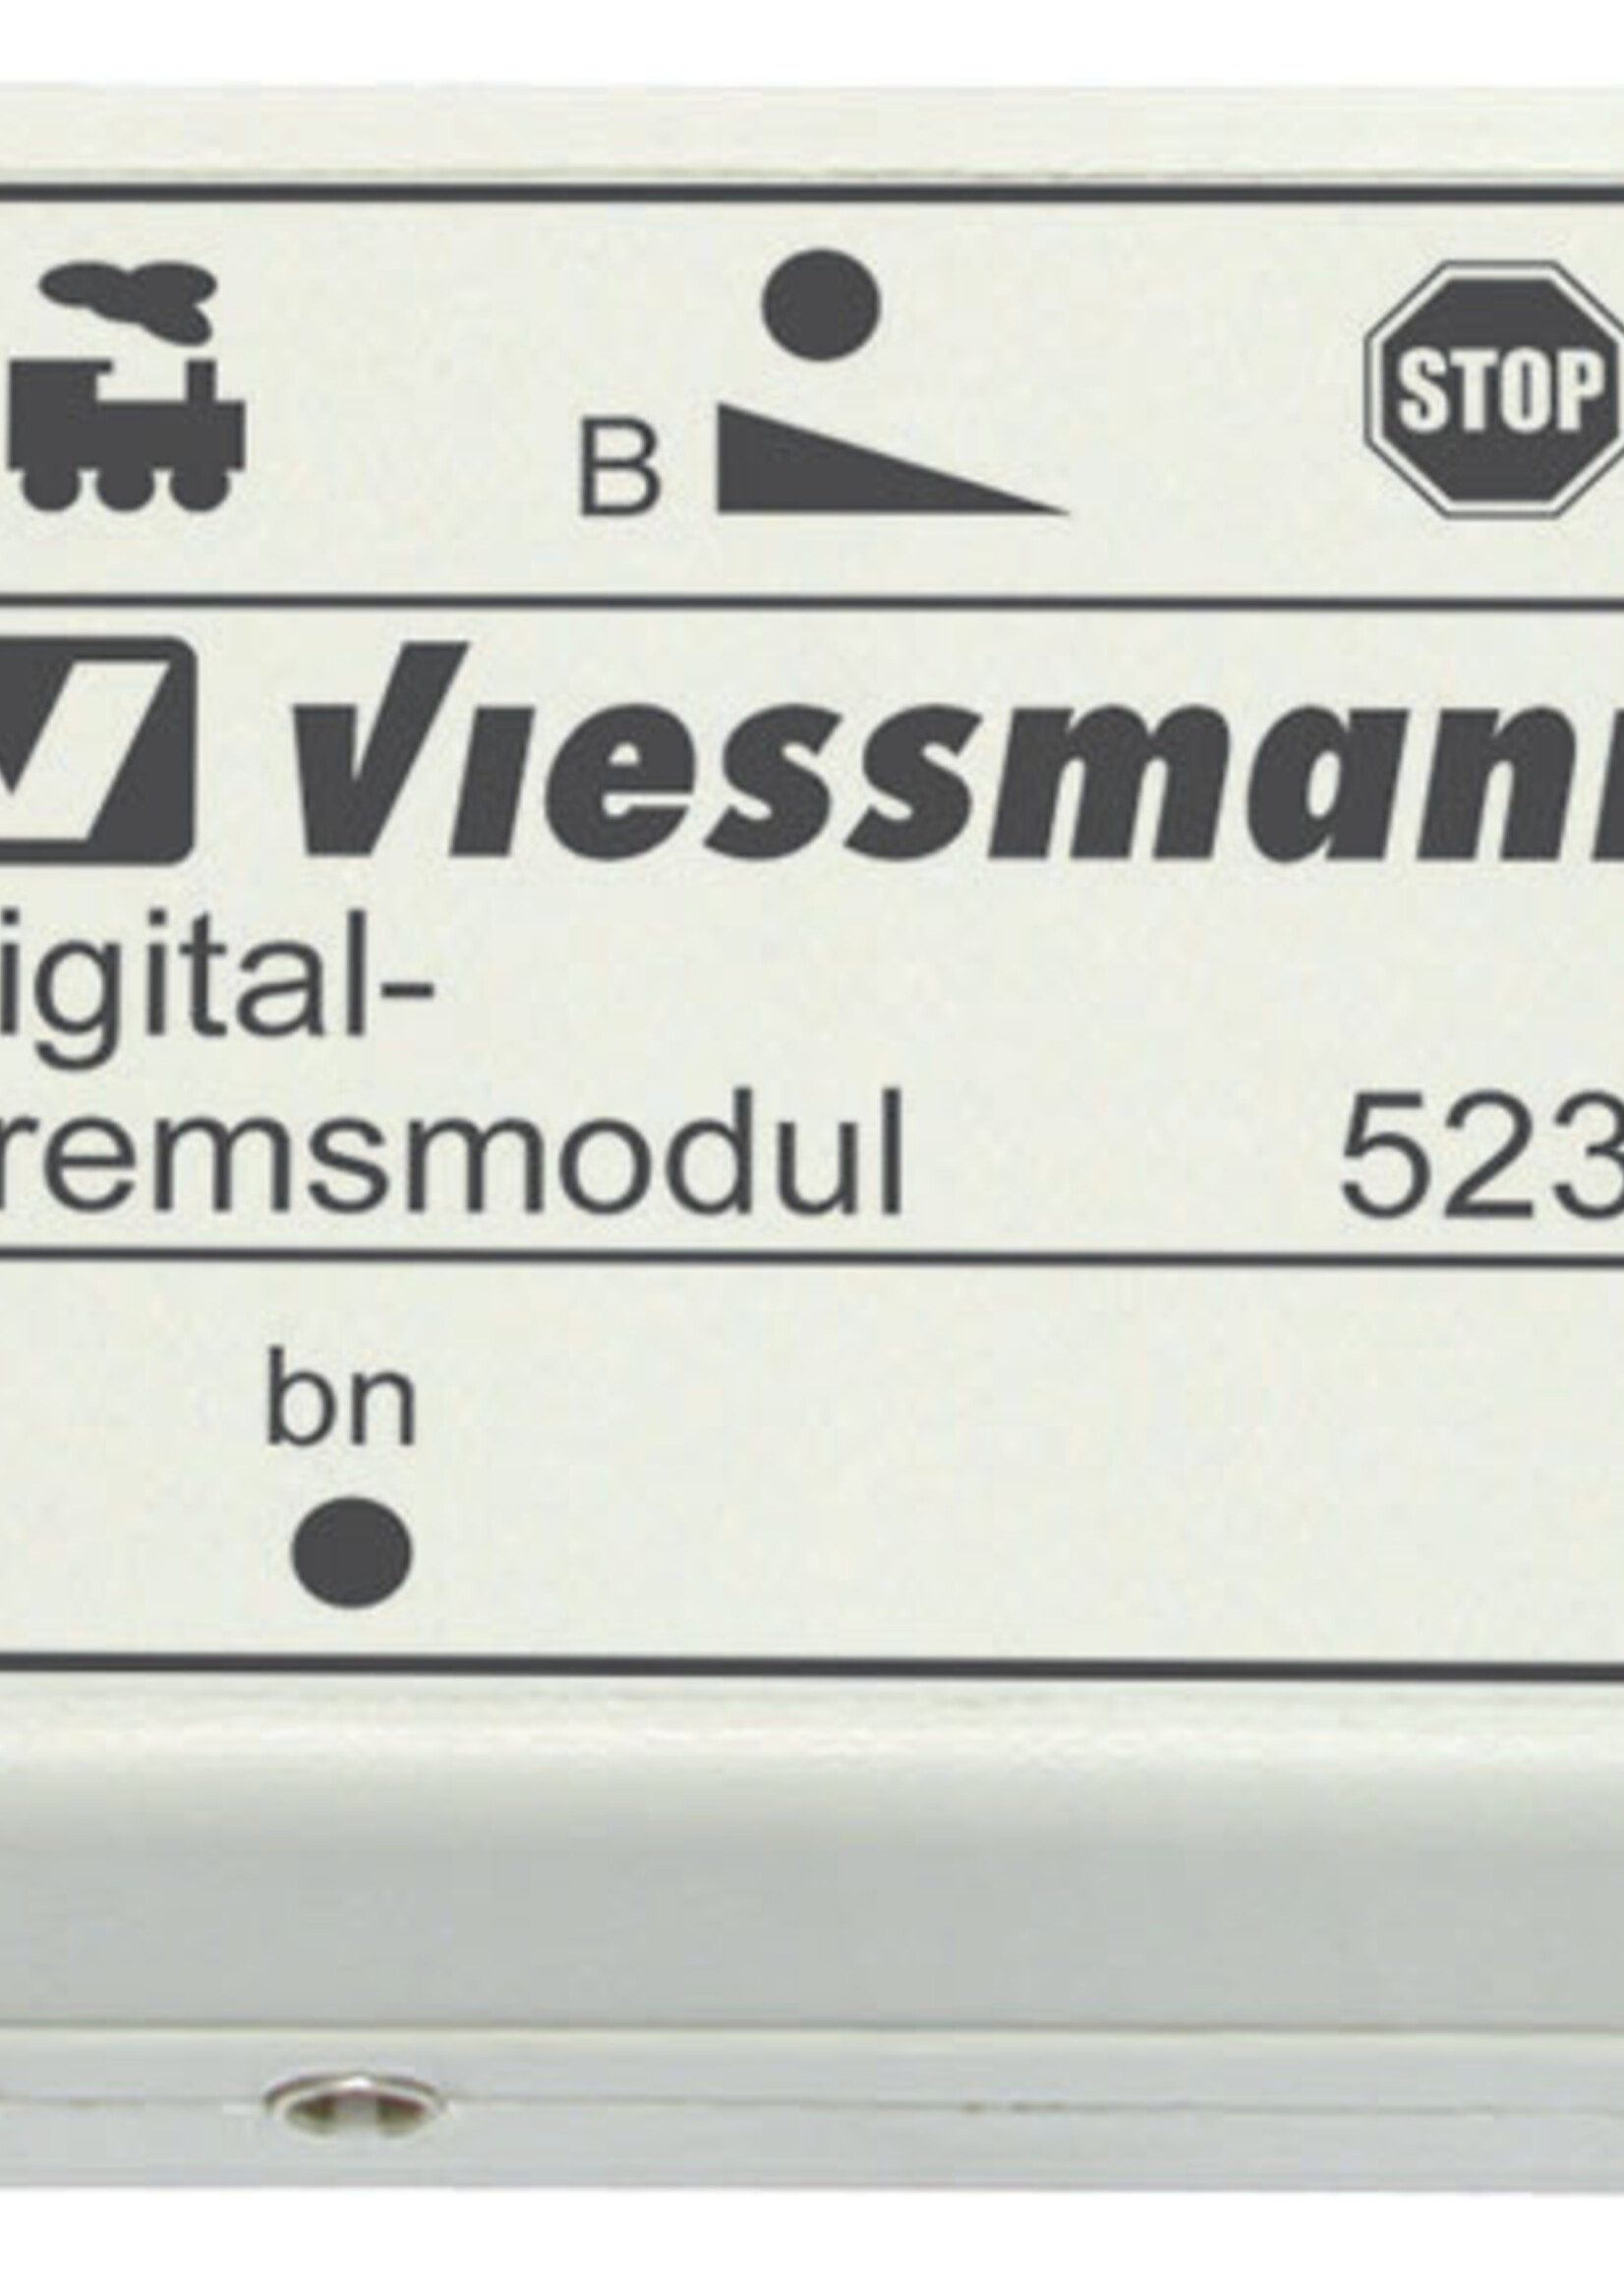 B STOP
Viessmann
igital-
remsmodul 523
bn